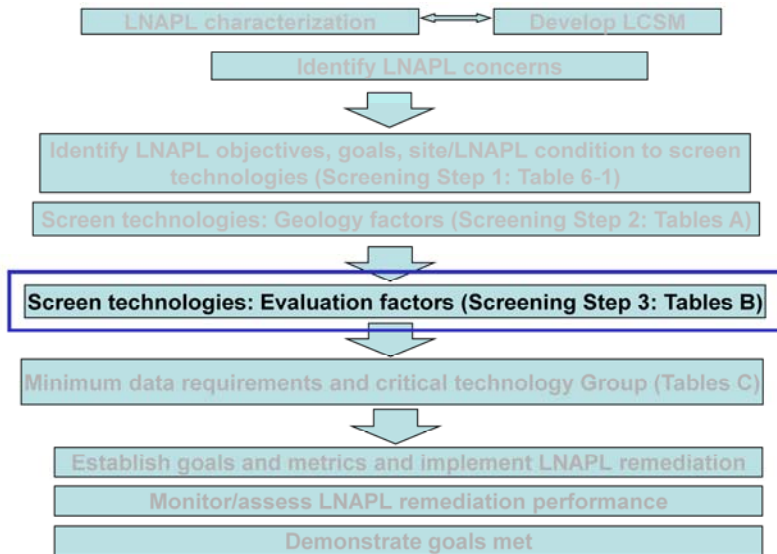 LNAPL characterization
Develop LCSM
Identify LNAPL concerns
Identify LNAPL objectives, goals, site/LNAPL condition to screen
technologies (Screening Step 1: Table 6-1)
Screen technologies: Geology factors (Screening Step 2: Tables A)
Screen technologies: Evaluation factors (Screening Step 3: Tables B)
Minimum data requirements and critical technology Group (Tables C)
Establish goals and metrics and implement LNAPL remediation
Monitor/assess LNAPL remediation performance
Demonstrate goals met